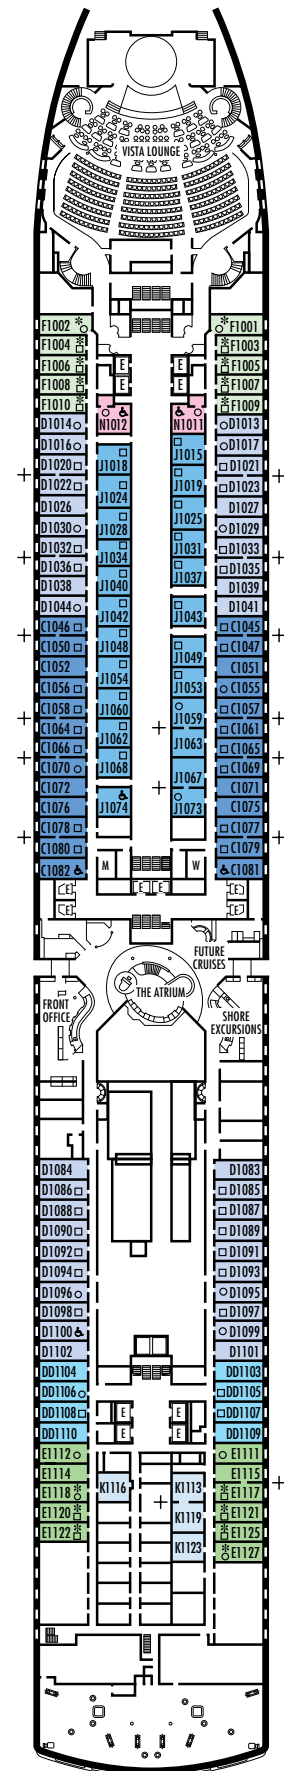 VISTA LOUNGE
F1002 F1001
F1004 E E F1003
F1006 F1005
F1008 E E F1007
F1010 F1009
N1012 N1011
D1014 D1013
D1016 J1018 J1015 D1017
D1020 D1021
D1022 J1024 J1019 D1023
D1026 J1028 J1025 D1027
D1030 D1029
D1032 J1034 J1031 D1033
D1036 J1040 J1037 D1035
D1038 D1039
D1044 J1042 J1043 D1041
C1046 C1045
C1050 J1048 J1049 C1047
C1052 J1054 C1051
C1056 J1053 C1055
C1058 J1060 J1059 C1057
C1064 J1062 C1061
C1066 J1063 C1065
C1070 J1068 C1069
C1072 J1067 C1071
C1076 J1074 J1073 C1075
C1078 C1077
C1080 C1079
C1082 M W C1081
E E E E
FUTURE
CRUISES
THE ATRIUM
FRONT
OFFICE
SHORE
EXCURSIONS
D1084 D1083
D1086 D1085
D1088 D1087
D1090 D1089
D1092 D1091
D1094 D1093
D1096 D1095
D1098 D1097
D1100 D1099
D1102 D1101
DD1104 DD1103
DD1106 DD1105
DD1108 E E DD1107
DD1110 E E DD1109
E1112 E1111
E1114 E1115
E1118 K1116 K1113 E1117
E1120 K1119 E1121
E1122 E1125
K1123 E1127